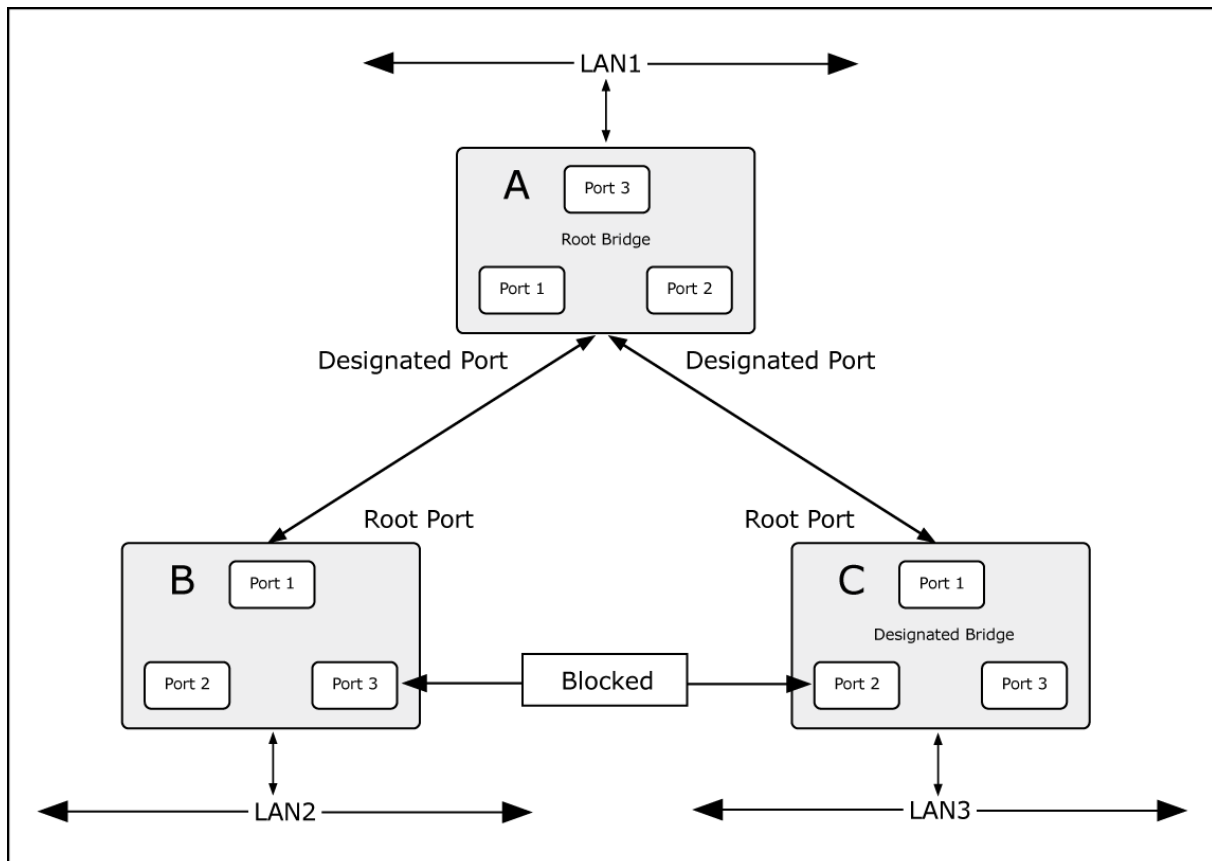 LAN1
A
Port 3
Root Bridge
Port 1
Port 2
Designated Port
Designated Port
Root Port
Root Port
B
Port 1
Port 2
Port 3
Blocked
C
Port 1
Designated Bridge
Port 2
Port 3
LAN2
LAN3